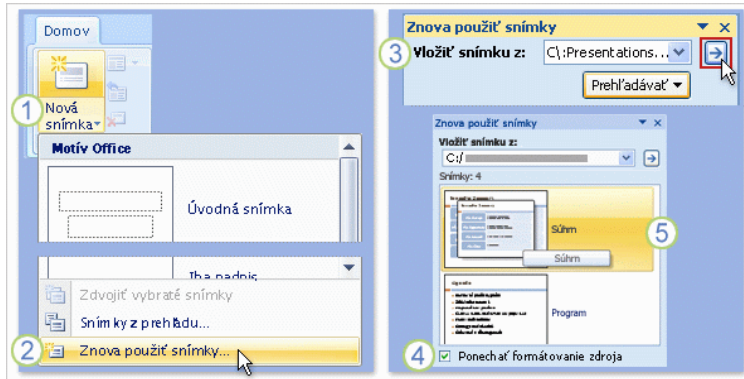 Domov
1
Nová
snímka
Motív Office
Úvodná snímka
Iba nadpis
Zdvojiť vybraté snímky
Snímky z prehľadu...
2
Znova použiť snímky...
Znova použiť snímky
3
Vložiť snímku z:
C\:Presentations...
Prehľadávať
Znova použiť snímky
Vložiť snímku z:
C:/
Snímky: 4
Súhrn
5
Súhrn
Agenda
Program
4
Ponechať formátovanie zdroja